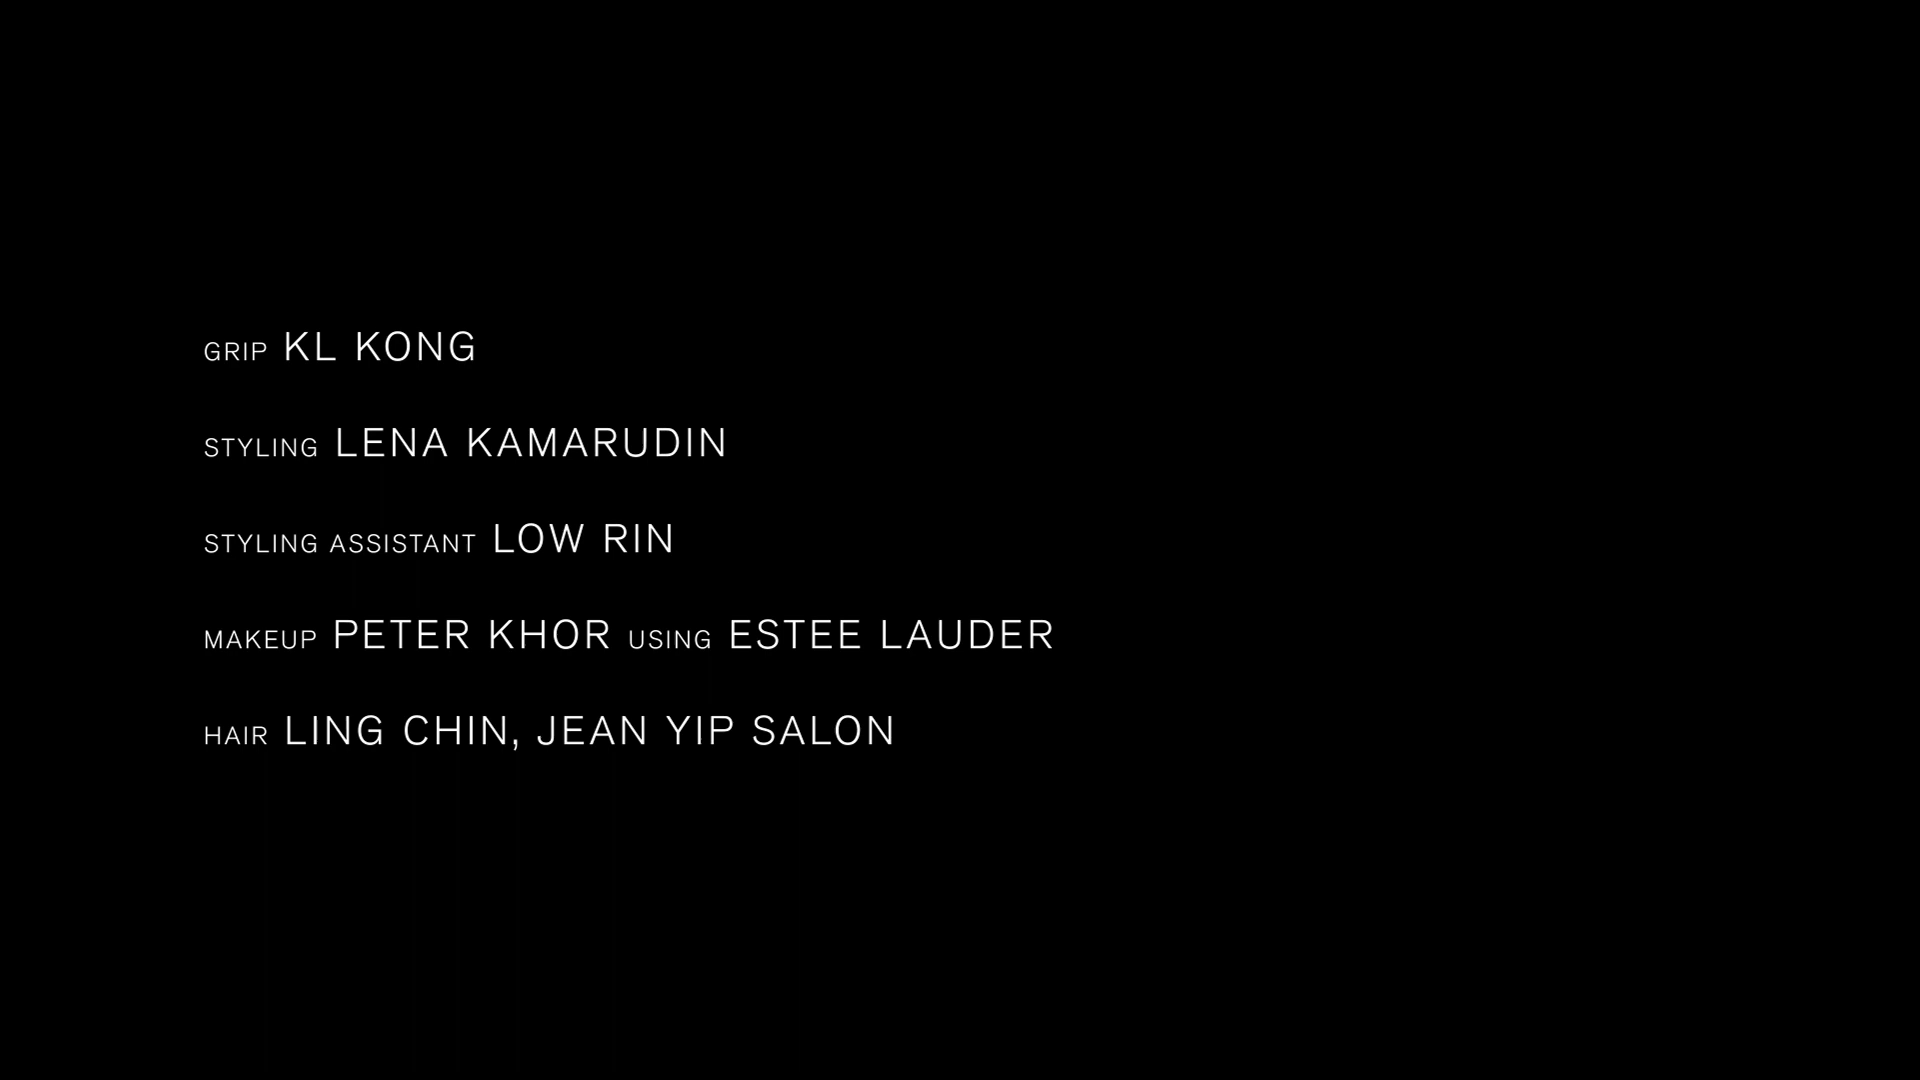 GRIP KL KONG
STYLING LENA KAMARUDIN
STYLING ASSISTANT LOW RIN
MAKEUP PETER KHOR USING ESTEE LAUDER
HAIR LING CHIN, JEAN YIP SALON